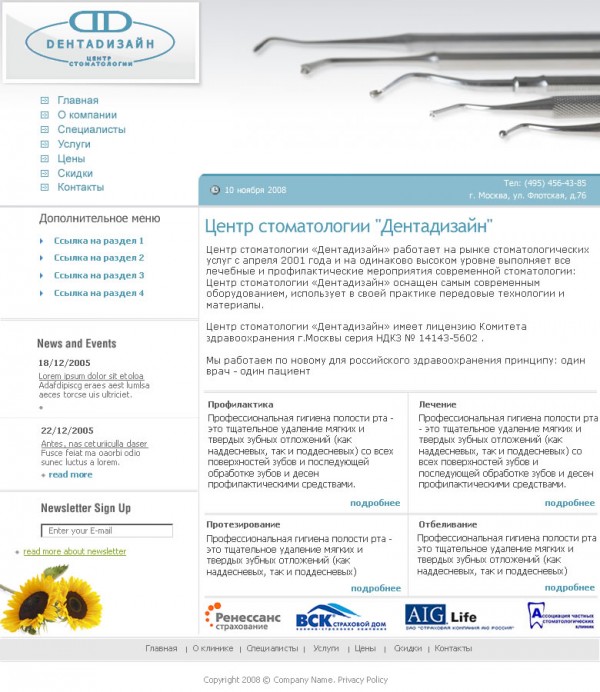 DЕНТАДИЗАЙН
ЦЕНТР
СТОМАТОЛОГИИ
Главная
О компании
Специалисты
Услуги
Цены
Скидки
Контакты
10 ноября 2008
Тел: (495) 456-43-85
г. Москва, ул. Флотская, д.76
Дополнительное меню
Ссылка на раздел 1
Ссылка на раздел 2
Ссылка на раздел 3
Ссылка на раздел 4
News and Events
18/12/2005
Lorem ipsum dolor sit etoloa
Adafdipiscg eraes aest lumlsa
aeces torcse uis ultriciet.
22/12/2005
Antes, nas ceturiiculla daser
Fusce feiat ma oaorbi odio
sunec luctus a lorem.
read more
Newsletter Sign Up
Enter your E-mail
read more about newsletter
Центр стоматологии "Дентадизайн"
Центр стоматологии «Дентадизайн» работает на рынке стоматологических
услуг с апреля 2001 года и на одинаково высоком уровне выполняет все
лечебные и профилактические мероприятия современной стоматологии:
Центр стоматологии «Дентадизайн» оснащен самым современным
оборудованием, использует в своей практике передовые технологии и
материалы.
Центр стоматологии «Дентадизайн» имеет лицензию Комитета
здравоохранения г.Москвы серия НДКЗ № 14143-5602 .
Мы работаем по новому для российского здравоохранения принципу: один
врач - один пациент
Профилактика
Профессиональная гигиена полости рта -
это тщательное удаление мягких и
твердых зубных отложений (как
наддесневых, так и поддесневых) со всех
поверхностей зубов и последующей
обработке зубов и десен
профилактическими средствами.
подробнее
Лечение
Профессиональная гигиена полости рта
- это тщательное удаление мягких и
твердых зубных отложений (как
наддесневых, так и поддесневых) со
всех поверхностей зубов и
последующей обработке зубов и десен
профилактическими средствами.
подробнее
Протезирование
Профессиональная гигиена полости рта -
это тщательное удаление мягких и
твердых зубных отложений (как
наддесневых, так и поддесневых)
подробнее
Отбеливание
Профессиональная гигиена полости рта
- это тщательное удаление мягких и
твердых зубных отложений (как
наддесневых, так и поддесневых)
подробнее
Ренессанс
страхование
ВСК СТРАХОВОЙ ДОМ
AIG Life
ЗАО "СТРАХОВАЯ КОМПАНИЯ AIG РОССИЯ"
Ассоциация частных
стоматологических
клиник
Главная | О клинике | Специалисты | Услуги | Цены | Скидки | Контакты
Copyright 2008 © Company Name. Privacy Policy